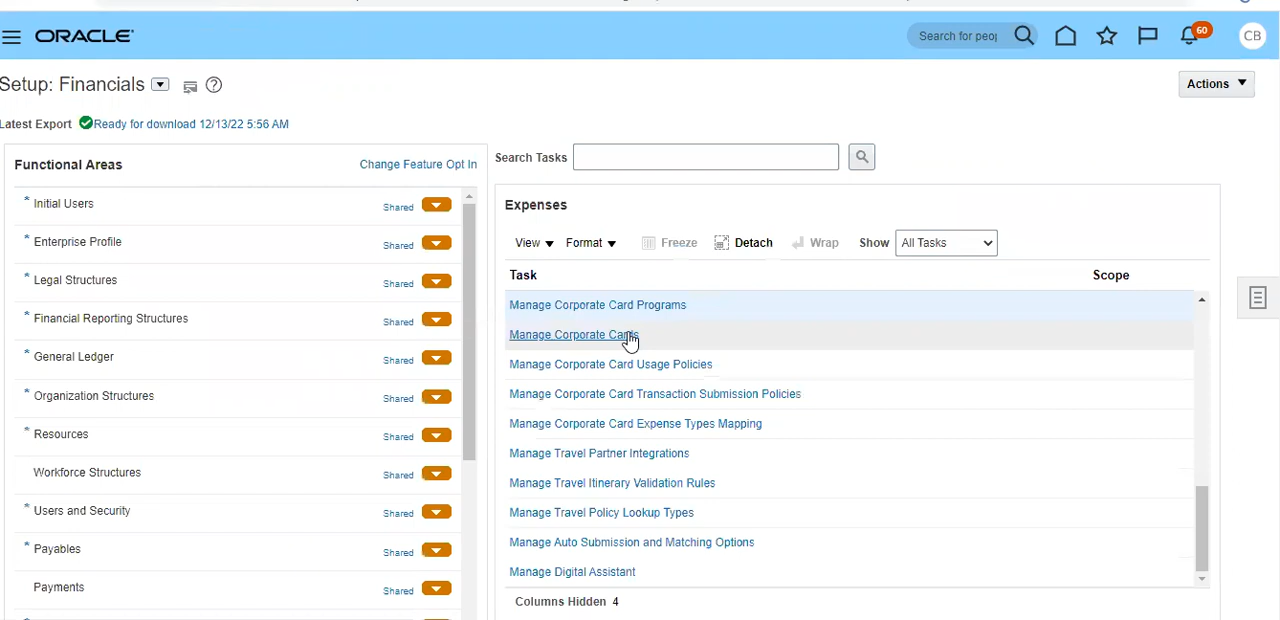 ORACLE
Search for peop
60
CB
Setup: Financials
Actions
Latest Export Ready for download 12/13/22 5:56 AM
Functional Areas
Change Feature Opt In
* Initial Users Shared
* Enterprise Profile Shared
* Legal Structures Shared
* Financial Reporting Structures Shared
* General Ledger Shared
* Organization Structures Shared
* Resources Shared
Workforce Structures Shared
* Users and Security Shared
* Payables Shared
Payments Shared
Search Tasks
Expenses
View Format Freeze Detach Wrap Show All Tasks
Task Scope
Manage Corporate Card Programs
Manage Corporate Cards
Manage Corporate Card Usage Policies
Manage Corporate Card Transaction Submission Policies
Manage Corporate Card Expense Types Mapping
Manage Travel Partner Integrations
Manage Travel Itinerary Validation Rules
Manage Travel Policy Lookup Types
Manage Auto Submission and Matching Options
Manage Digital Assistant
Columns Hidden 4